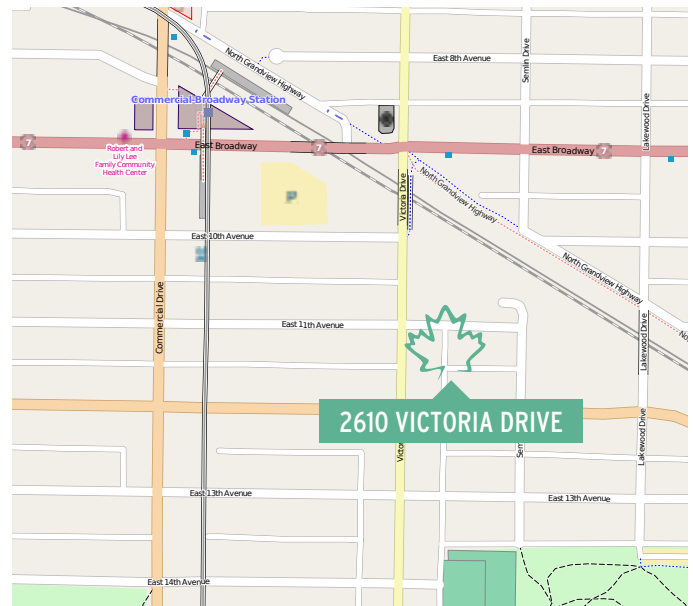 North Grandview Highway
East 8th Avenue
Semlin Drive
Lakewood Drive
Commercial-Broadway Station
7
East Broadway
7
East Broadway
7
Robert and
Lily Lee
Family Community
Health Center
P
Victoria Drive
North Grandview Highway
East 10th Avenue
North Grandview Highway
Commercial Drive
East 11th Avenue
Lakewood Drive
No
2610 VICTORIA DRIVE
Victo
Sem
Lakewood Drive
East 13th Avenue
East 13th Avenue
East 14th Avenue